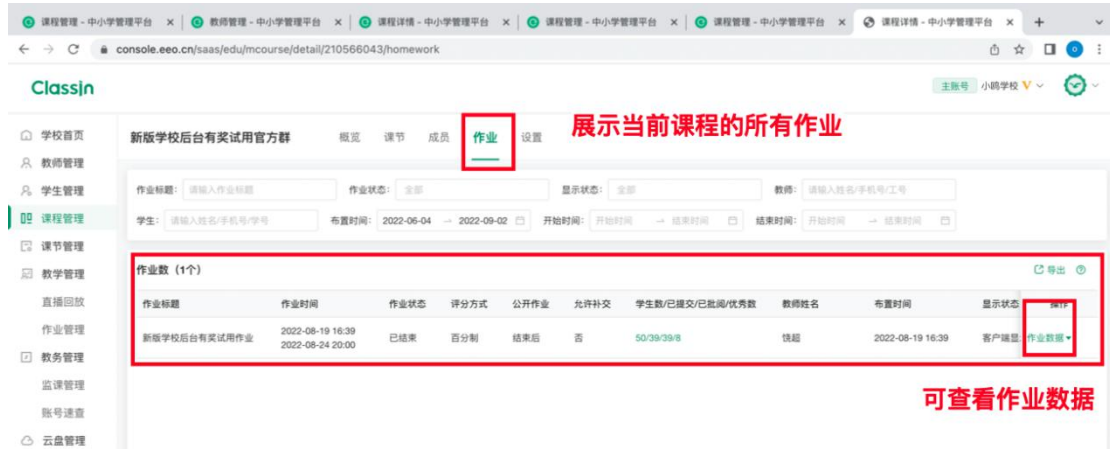 课程管理 - 中小学管理平台 × 教师管理 - 中小学管理平台 × 课程详情 - 中小学管理平台 × 课程管理 - 中小学管理平台 × 课程管理 - 中小学管理平台 × 课程详情 - 中小学管理平台 × +
console.eeo.cn/saas/edu/mcourse/detail/210566043/homework
ClassIn
主账号 小鸥学校 V
学校首页
教师管理
学生管理
课程管理
课节管理
教学管理
直播回放
作业管理
教务管理
监课管理
账号速查
云盘管理
新版学校后台有奖试用官方群 概览 课节 成员 作业 设置
展示当前课程的所有作业
作业标题: 请输入作业标题 作业状态: 全部 显示状态: 全部 教师: 请输入姓名/手机号/工号
学生: 请输入姓名/手机号/学号 布置时间: 2022-06-04 → 2022-09-02 开始时间: 开始时间 → 结束时间 结束时间: 开始时间 → 结束时间
作业数(1个) 导出
作业标题 作业时间 作业状态 评分方式 公开作业 允许补交 学生数/已提交/已批阅/优秀数 教师姓名 布置时间 显示状态 操作
新版学校后台有奖试用作业 2022-08-19 16:39 已结束 百分制 结束后 否 50/39/39/8 饶超 2022-08-19 16:39 客户端显 作业数据
2022-08-24 20:00
可查看作业数据